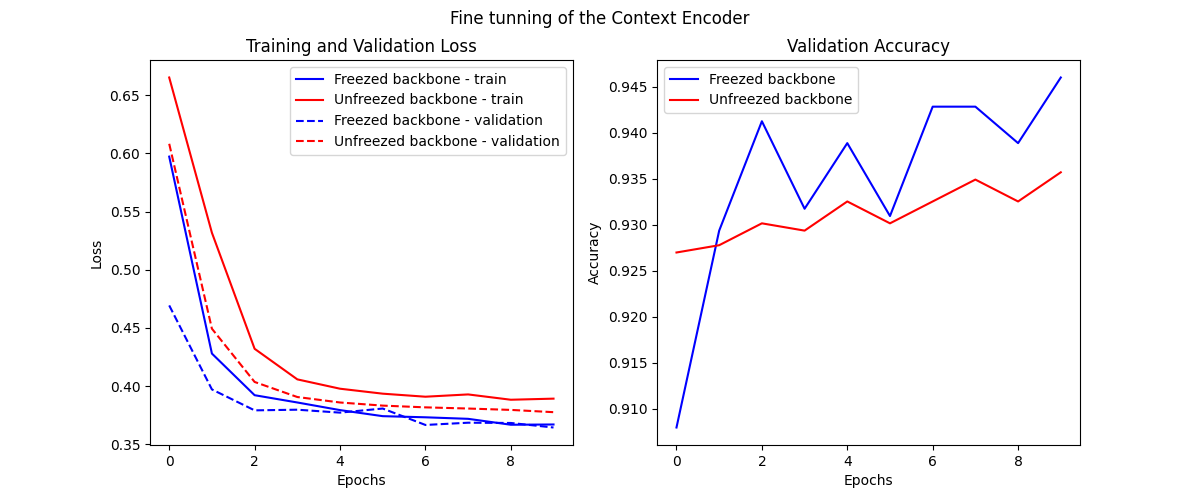 Fine tunning of the Context Encoder
Training and Validation Loss
Freezed backbone - train
Unfreezed backbone - train
Freezed backbone - validation
Unfreezed backbone - validation
0.65
0.60
0.55
0.50
0.45
0.40
0.35
Loss
0 2 4 6 8
Epochs
Validation Accuracy
Freezed backbone
Unfreezed backbone
0.945
0.940
0.935
0.930
0.925
0.920
0.915
0.910
Accuracy
0 2 4 6 8
Epochs